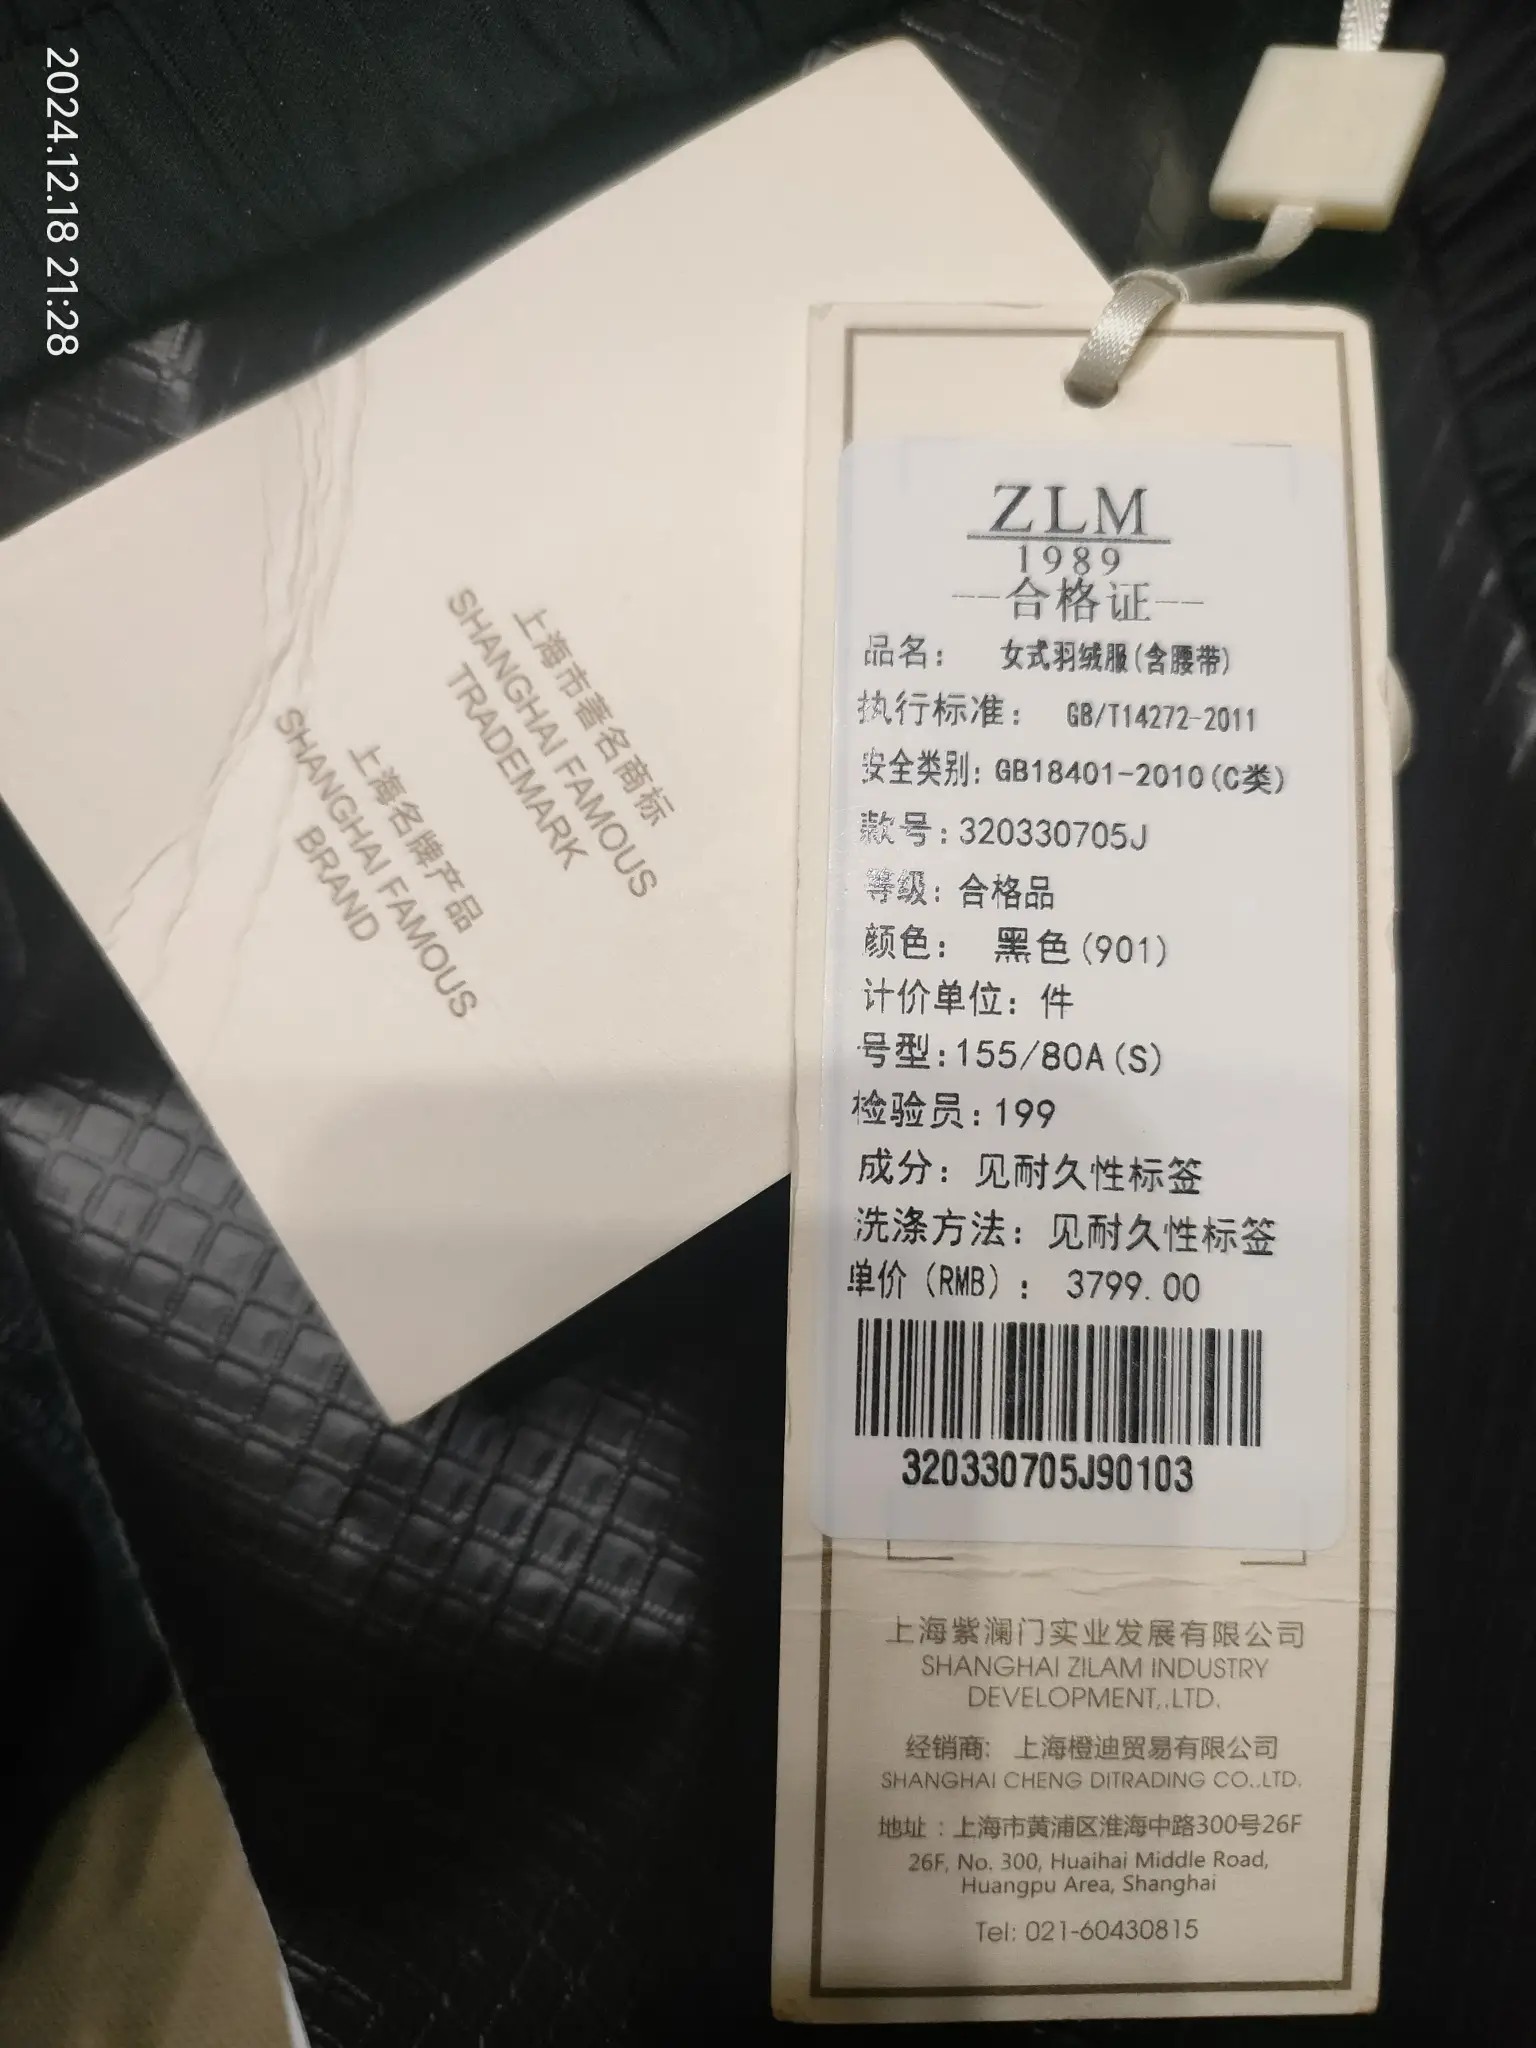 2024.12.18 21:28
上海市著名商标
SHANGHAI FAMOUS
TRADEMARK
上海名牌产品
SHANGHAI FAMOUS
BRAND
ZLM
1989
--合格证--
品名： 女式羽绒服(含腰带)
执行标准： GB/T14272-2011
安全类别: GB18401-2010(C类)
款号:320330705J
等级: 合格品
颜色: 黑色(901)
计价单位: 件
号型:155/80A(S)
检验员:199
成分: 见耐久性标签
洗涤方法: 见耐久性标签
单价（RMB）: 3799.00
320330705J90103
上海紫澜门实业发展有限公司
SHANGHAI ZILAM INDUSTRY
DEVELOPMENT,.LTD.
经销商: 上海橙迪贸易有限公司
SHANGHAI CHENG DITRADING CO.,LTD.
地址：上海市黄浦区淮海中路300号26F
26F, No. 300, Huaihai Middle Road,
Huangpu Area, Shanghai
Tel: 021-60430815